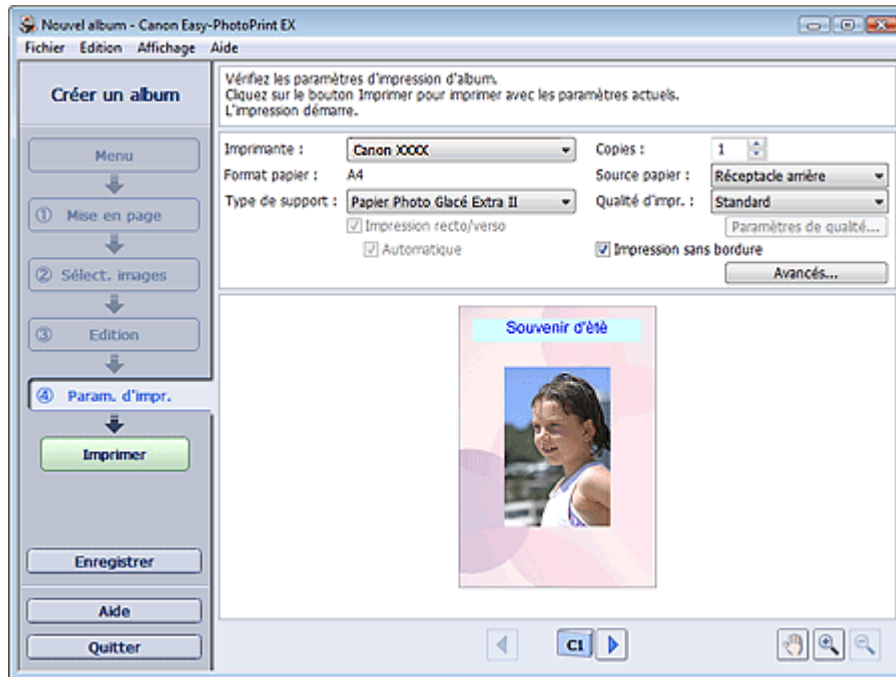 Nouvel album - Canon Easy-PhotoPrint EX
Fichier Edition Affichage Aide
Créer un album
Vérifiez les paramètres d'impression d'album.
Cliquez sur le bouton Imprimer pour imprimer avec les paramètres actuels.
L'impression démarre.
Menu
① Mise en page
② Sélect. images
③ Edition
④ Param. d'impr.
Imprimer
Enregistrer
Aide
Quitter
Imprimante : Canon XXXX
Copies : 1
Format papier : A4
Source papier : Réceptacle arrière
Type de support : Papier Photo Glacé Extra II
Qualité d'impr. : Standard
Impression recto/verso
Paramètres de qualité...
Automatique
Impression sans bordure
Avancés...
Souvenir d'étè
C1